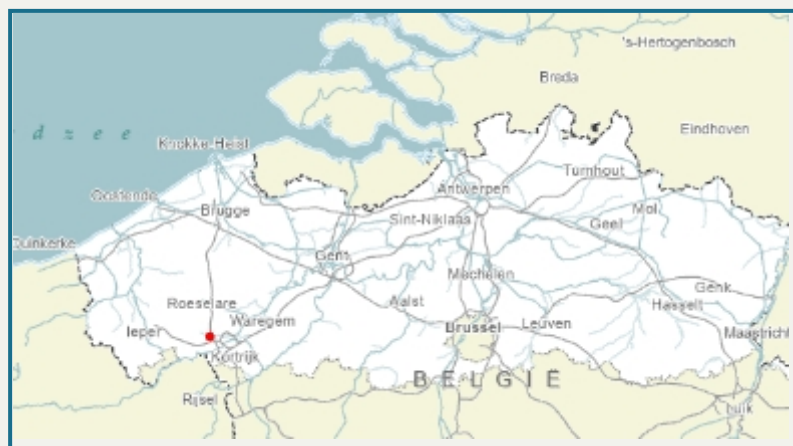 's-Hertogenbosch
Breda
Eindhoven
d z e e
Knokke-Heist
Turnhout
Antwerpen
Oostende
Brugge
Sint-Niklaas
Mol
Geel
Duinkerke
Gent
Mechelen
Genk
Roeselare
Aalst
Hasselt
Ieper
Waregem
Brussel
Leuven
Maastricht
Kortrijk
BELGIË
Rijsel
Luik